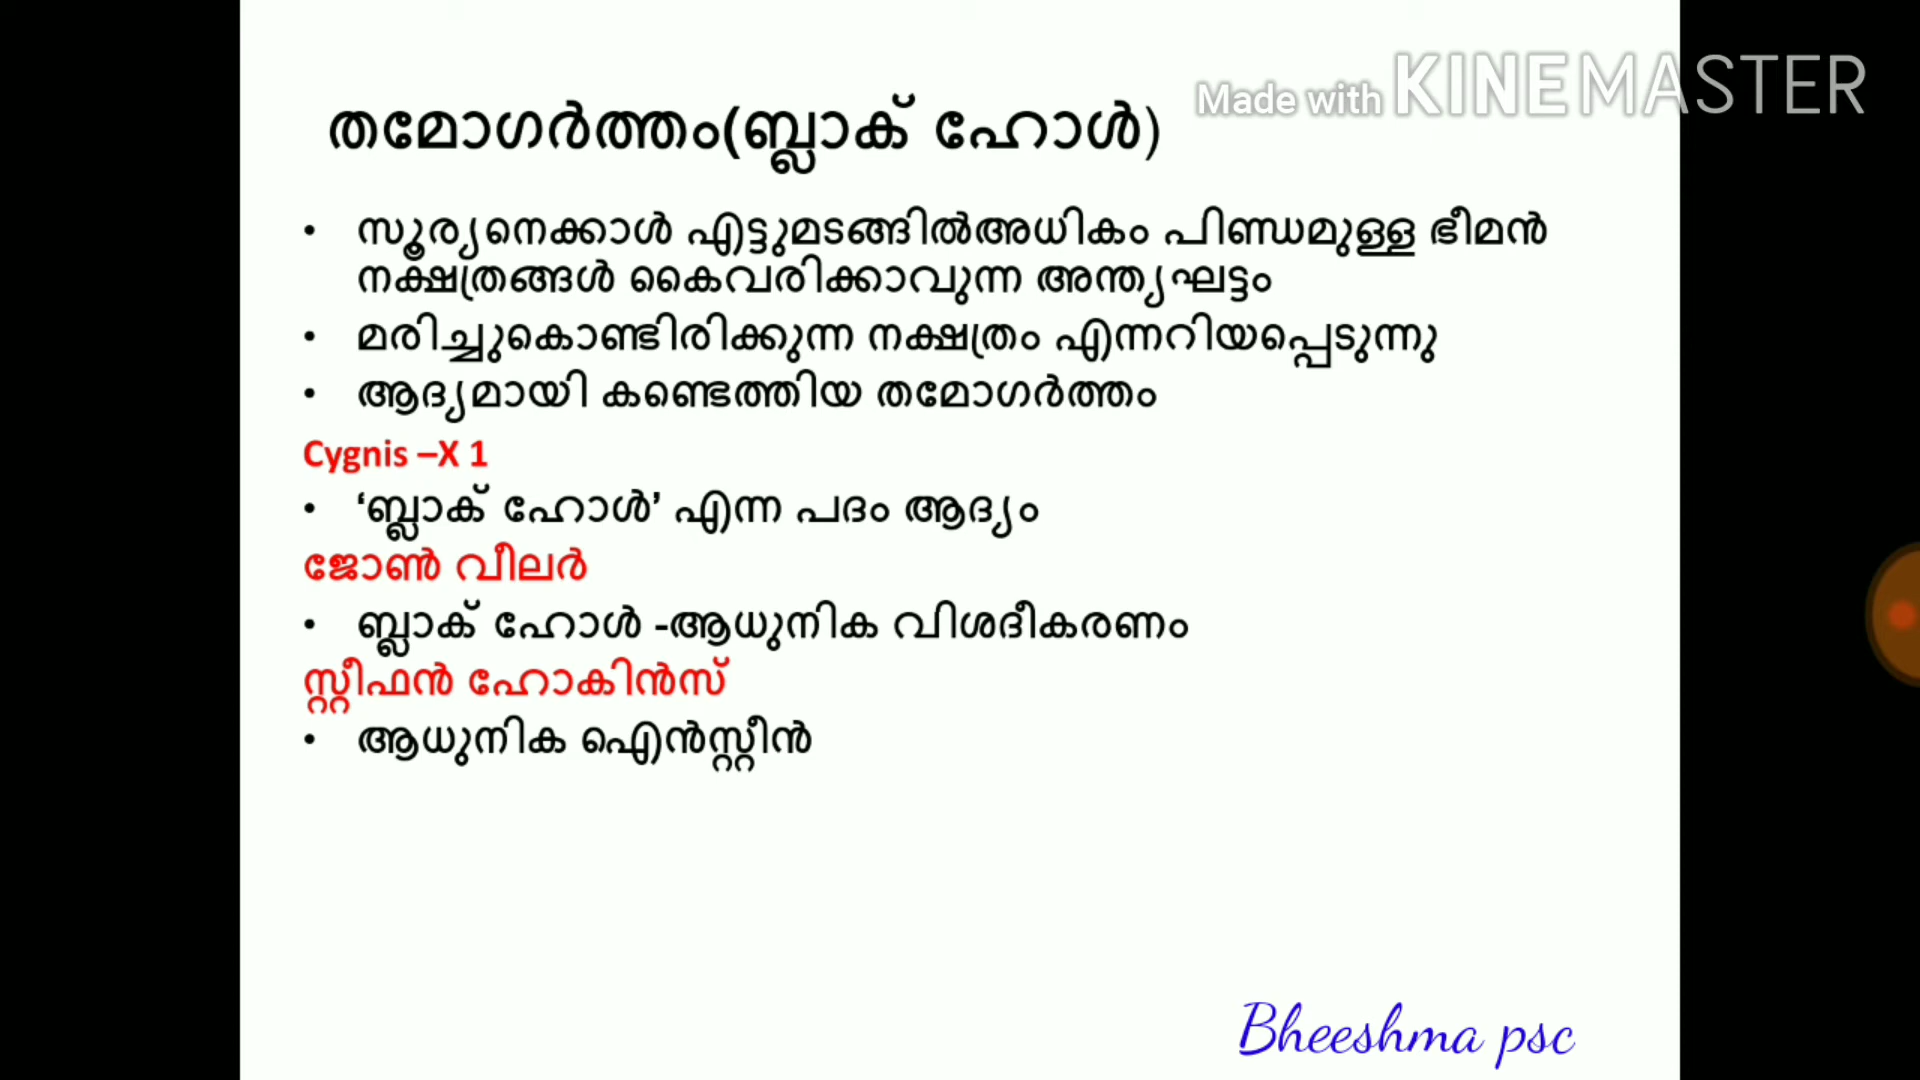 Made with KINEMASTER
തമോഗർത്തം(ബ്ലാക് ഹോൾ)
• സൂര്യനെക്കാൾ എട്ടുമടങ്ങിൽഅധികം പിണ്ഡമുള്ള ഭീമൻ
നക്ഷത്രങ്ങൾ കൈവരിക്കാവുന്ന അന്ത്യഘട്ടം
• മരിച്ചുകൊണ്ടിരിക്കുന്ന നക്ഷത്രം എന്നറിയപ്പെടുന്നു
• ആദ്യമായി കണ്ടെത്തിയ തമോഗർത്തം
Cygnis –X 1
• ‘ബ്ലാക് ഹോൾ’ എന്ന പദം ആദ്യം
ജോൺ വീലർ
• ബ്ലാക് ഹോൾ -ആധുനിക വിശദീകരണം
സ്റ്റീഫൻ ഹോകിൻസ്
• ആധുനിക ഐൻസ്റ്റീൻ
Bheeshma psc